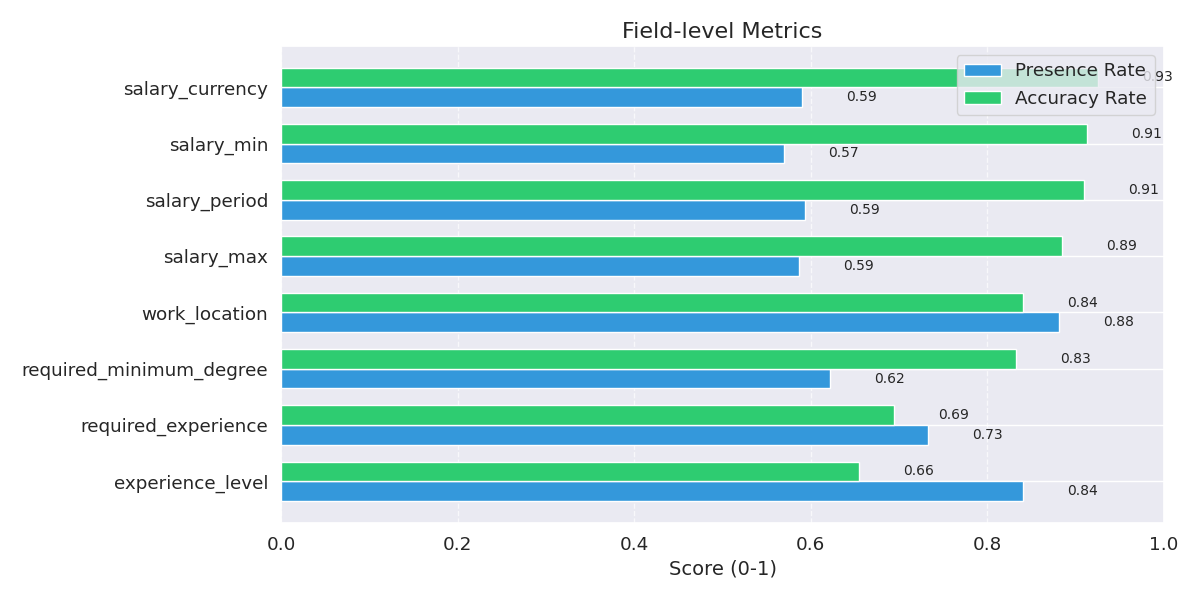 Field-level Metrics
Presence Rate
Accuracy Rate
salary_currency
0.93
0.59
salary_min
0.91
0.57
salary_period
0.91
0.59
salary_max
0.89
0.59
work_location
0.84
0.88
required_minimum_degree
0.83
0.62
required_experience
0.69
0.73
experience_level
0.66
0.84
0.0 0.2 0.4 0.6 0.8 1.0
Score (0-1)